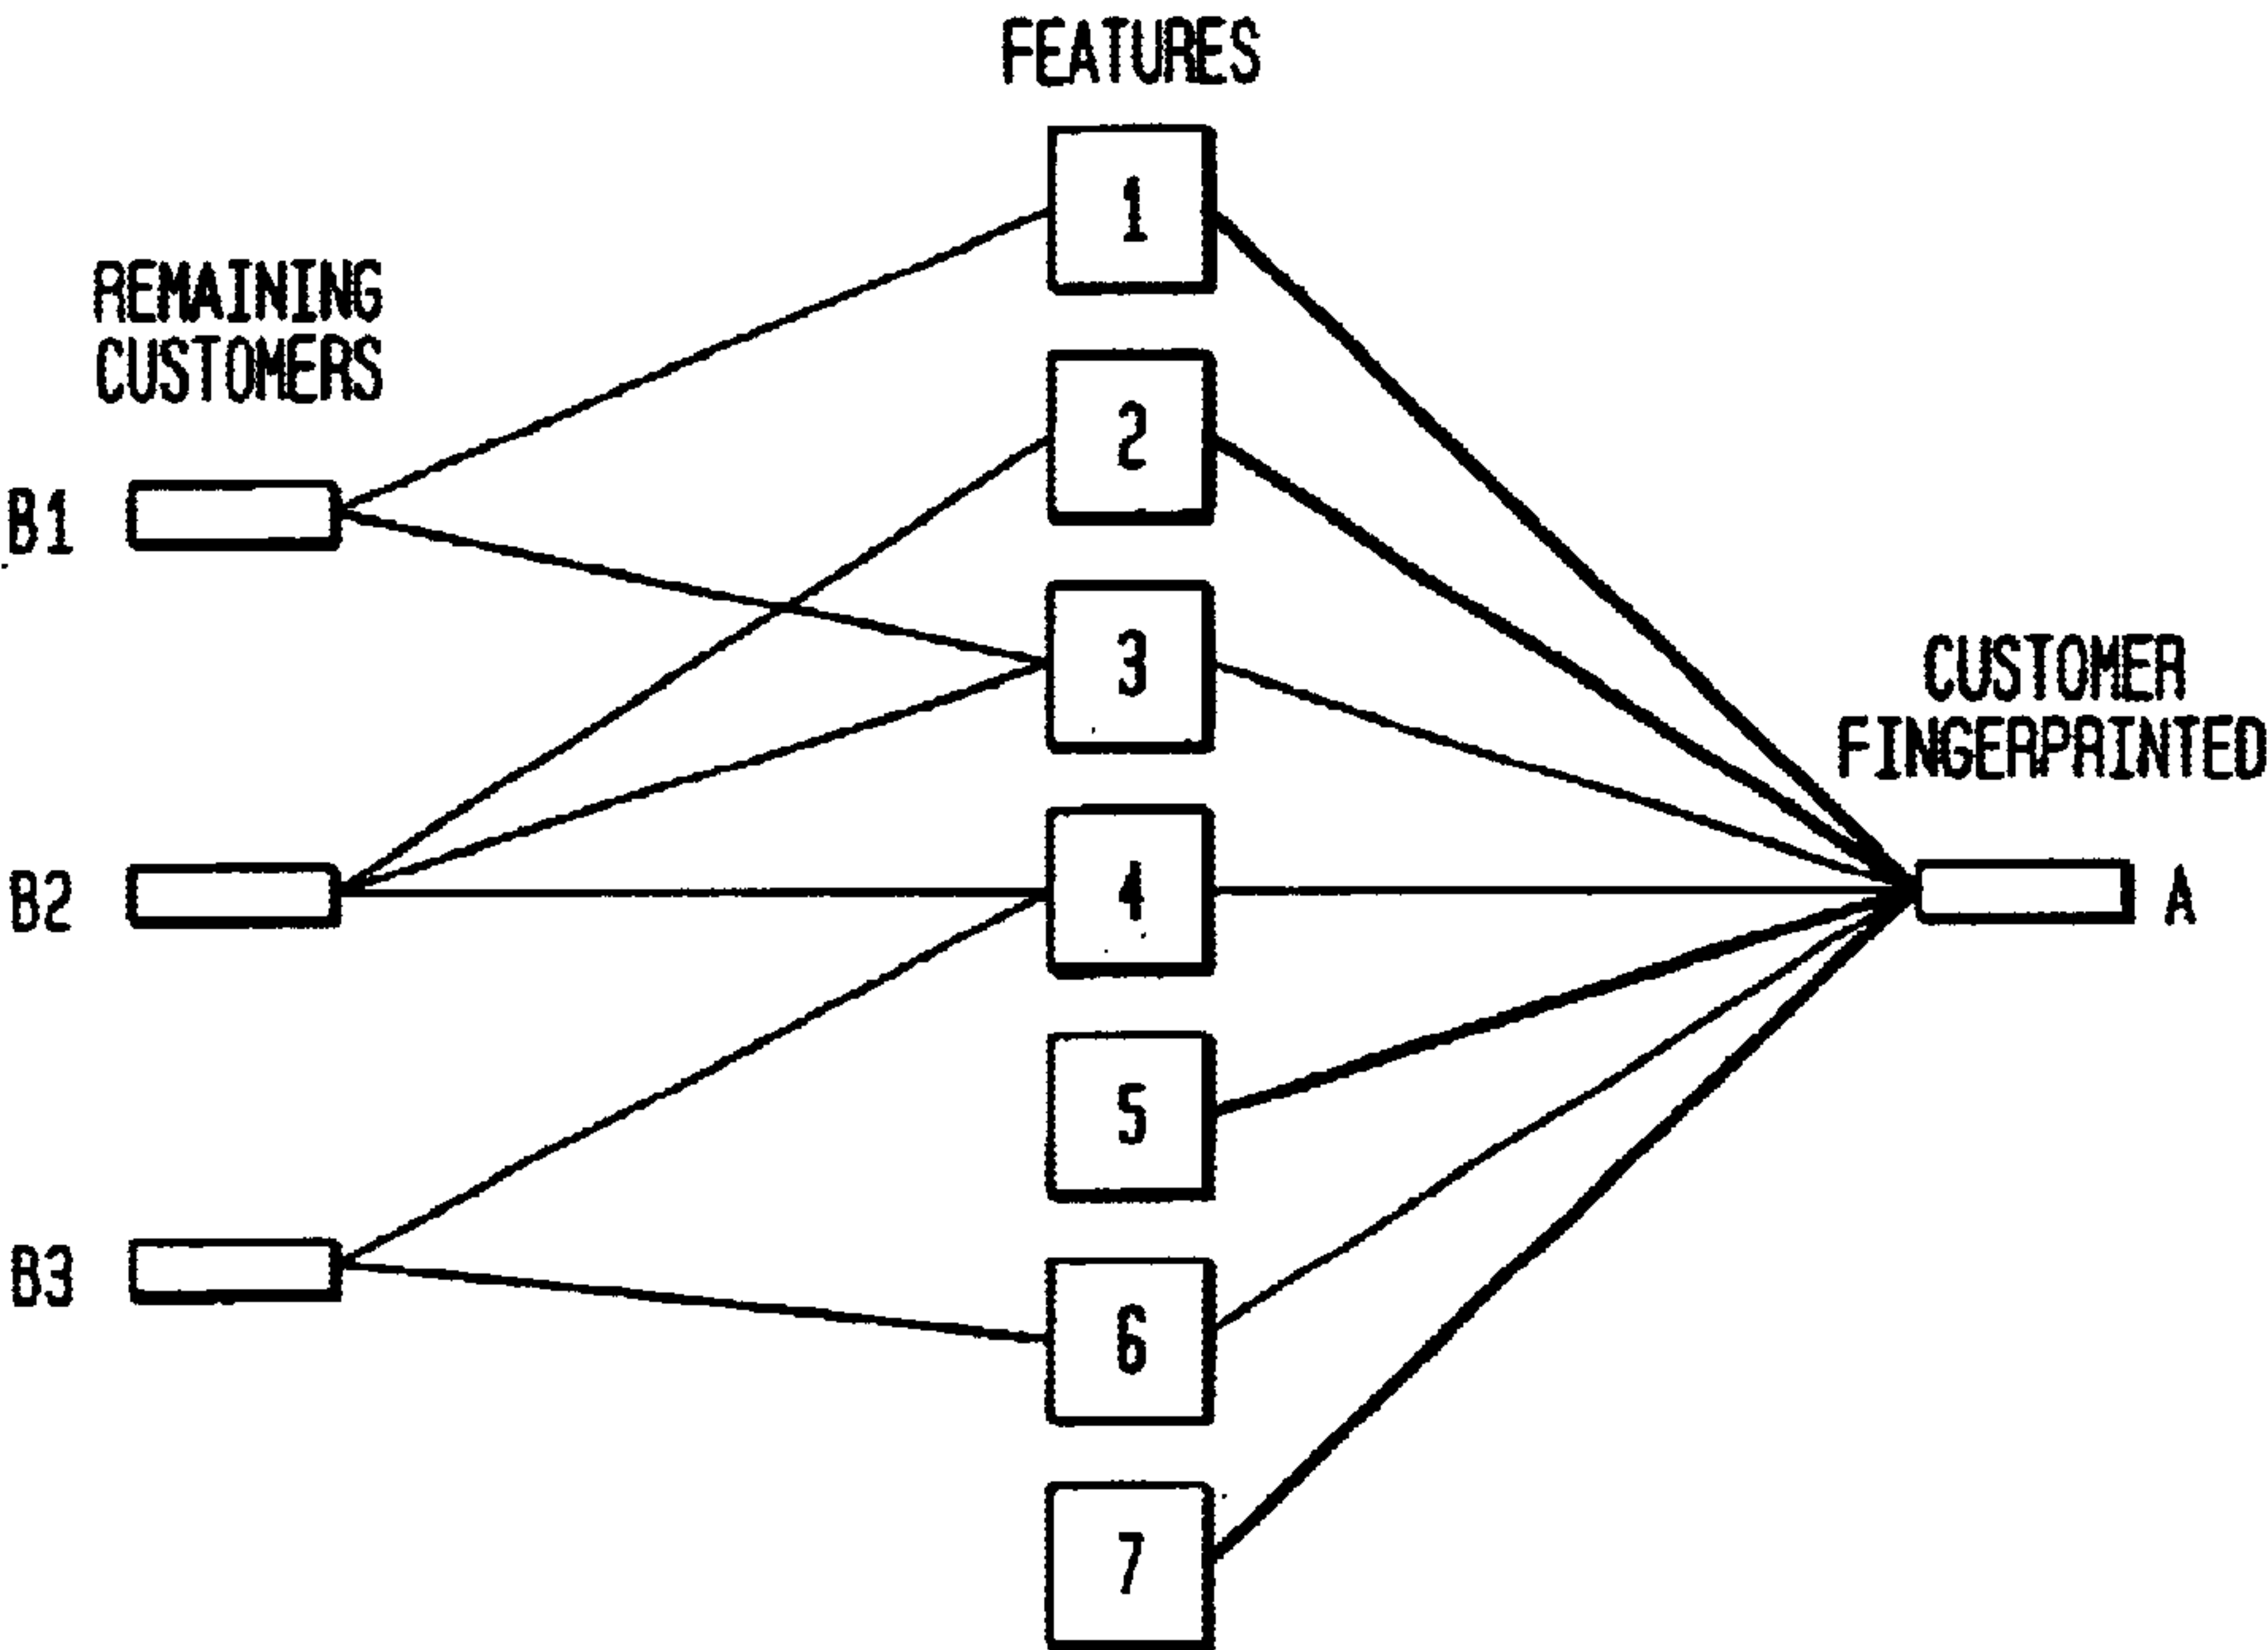 FEATURES
1
REMAINING
CUSTOMERS
2
B1
3
CUSTOMER
FINGERPRINTED
B2
4
A
5
B3
6
7